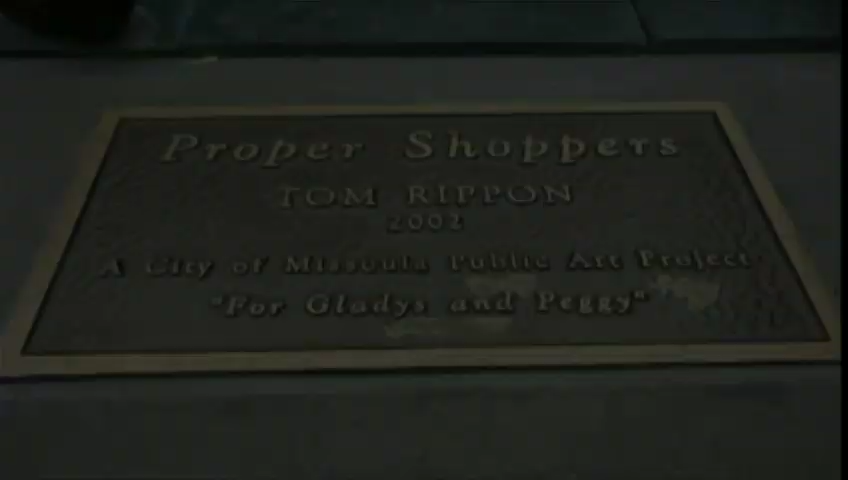 Proper Shoppers
TOM RIPPON
2002
A City of Missoula Public Art Project
"For Gladys and Peggy"